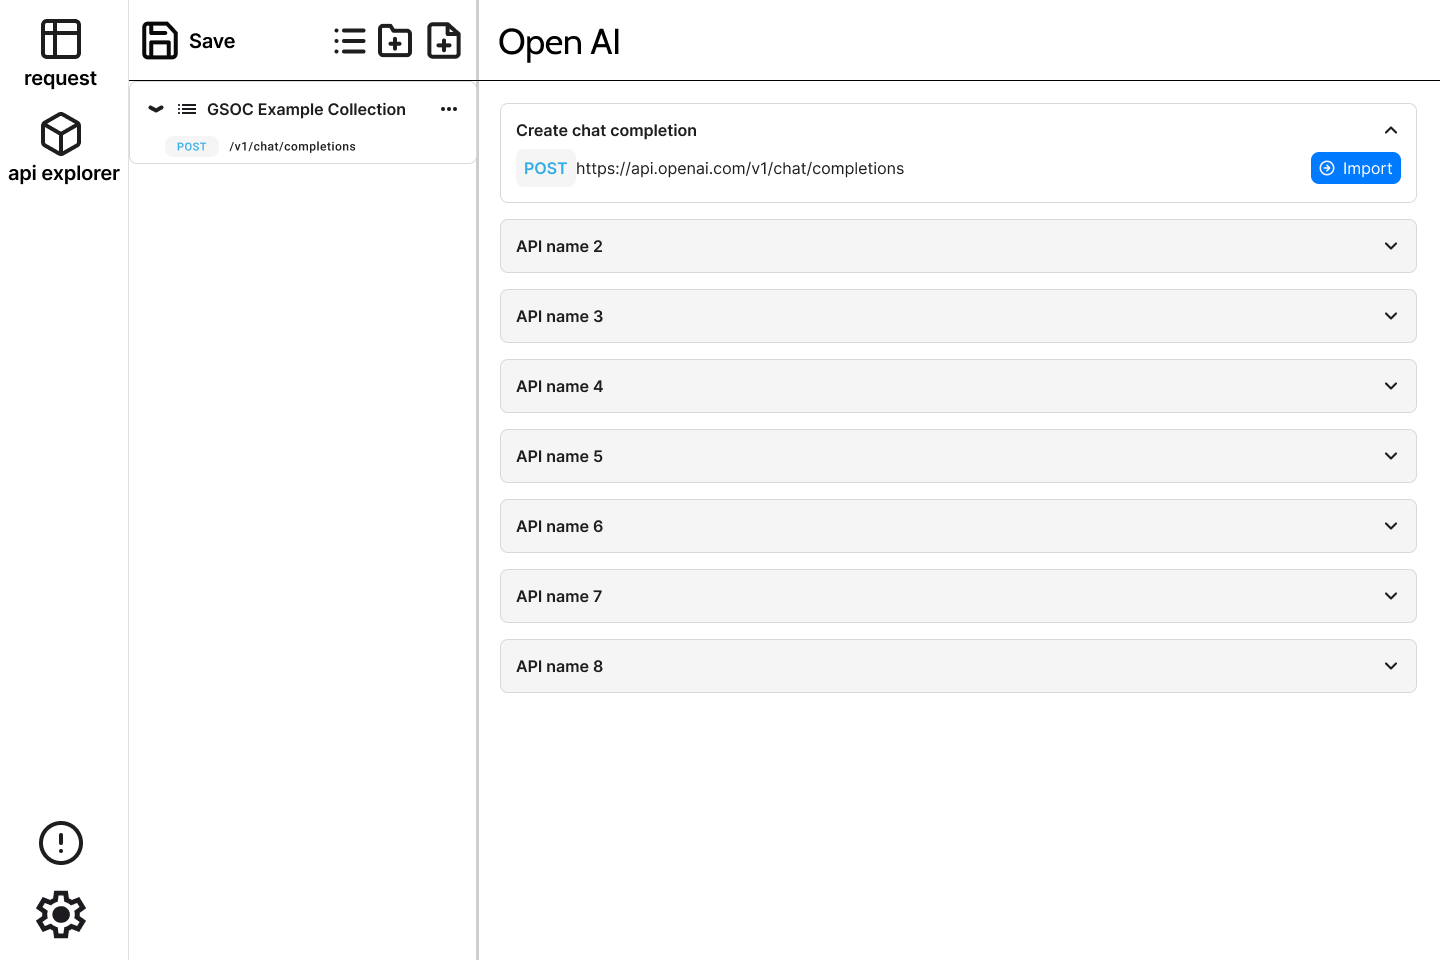 request
api explorer
Save
GSOC Example Collection
POST /v1/chat/completions
Open AI
Create chat completion
POST https://api.openai.com/v1/chat/completions
Import
API name 2
API name 3
API name 4
API name 5
API name 6
API name 7
API name 8